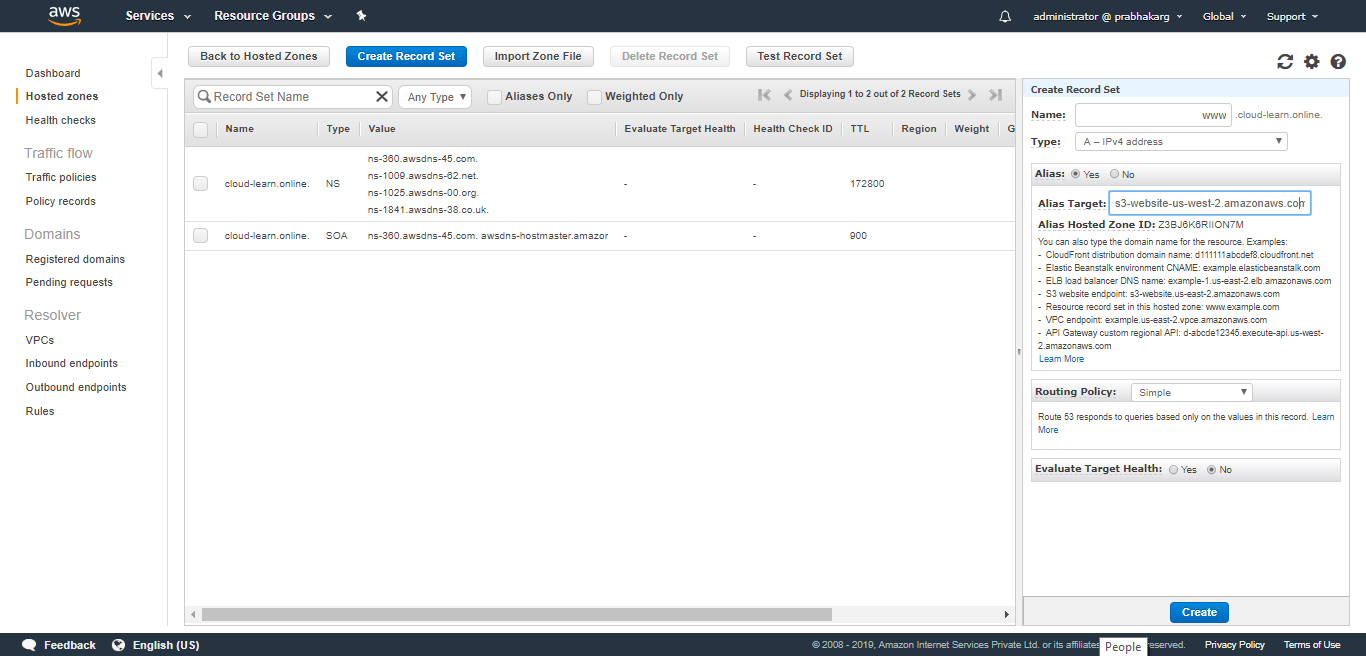 aws Services Resource Groups administrator @ prabhakarg Global Support
Back to Hosted Zones Create Record Set Import Zone File Delete Record Set Test Record Set
Dashboard
Hosted zones
Health checks
Traffic flow
Traffic policies
Policy records
Domains
Registered domains
Pending requests
Resolver
VPCs
Inbound endpoints
Outbound endpoints
Rules
Record Set Name Any Type Aliases Only Weighted Only Displaying 1 to 2 out of 2 Record Sets
Name Type Value Evaluate Target Health Health Check ID TTL Region Weight G
ns-360.awsdns-45.com.
ns-1009.awsdns-62.net.
cloud-learn.online. NS - - 172800
ns-1025.awsdns-00.org.
ns-1841.awsdns-38.co.uk.
cloud-learn.online. SOA ns-360.awsdns-45.com. awsdns-hostmaster.amazor - - 900
Create Record Set
Name: www .cloud-learn.online.
Type: A – IPv4 address
Alias: Yes No
Alias Target: s3-website-us-west-2.amazonaws.com
Alias Hosted Zone ID: Z3BJ6K6RIION7M
You can also type the domain name for the resource. Examples:
- CloudFront distribution domain name: d111111abcdef8.cloudfront.net
- Elastic Beanstalk environment CNAME: example.elasticbeanstalk.com
- ELB load balancer DNS name: example-1.us-east-2.elb.amazonaws.com
- S3 website endpoint: s3-website.us-east-2.amazonaws.com
- Resource record set in this hosted zone: www.example.com
- VPC endpoint: example.us-east-2.vpce.amazonaws.com
- API Gateway custom regional API: d-abcde12345.execute-api.us-west-
2.amazonaws.com
Learn More
Routing Policy: Simple
Route 53 responds to queries based only on the values in this record. Learn
More
Evaluate Target Health: Yes No
Create
Feedback English (US) © 2008 - 2019, Amazon Internet Services Private Ltd. or its affiliates People reserved. Privacy Policy Terms of Use